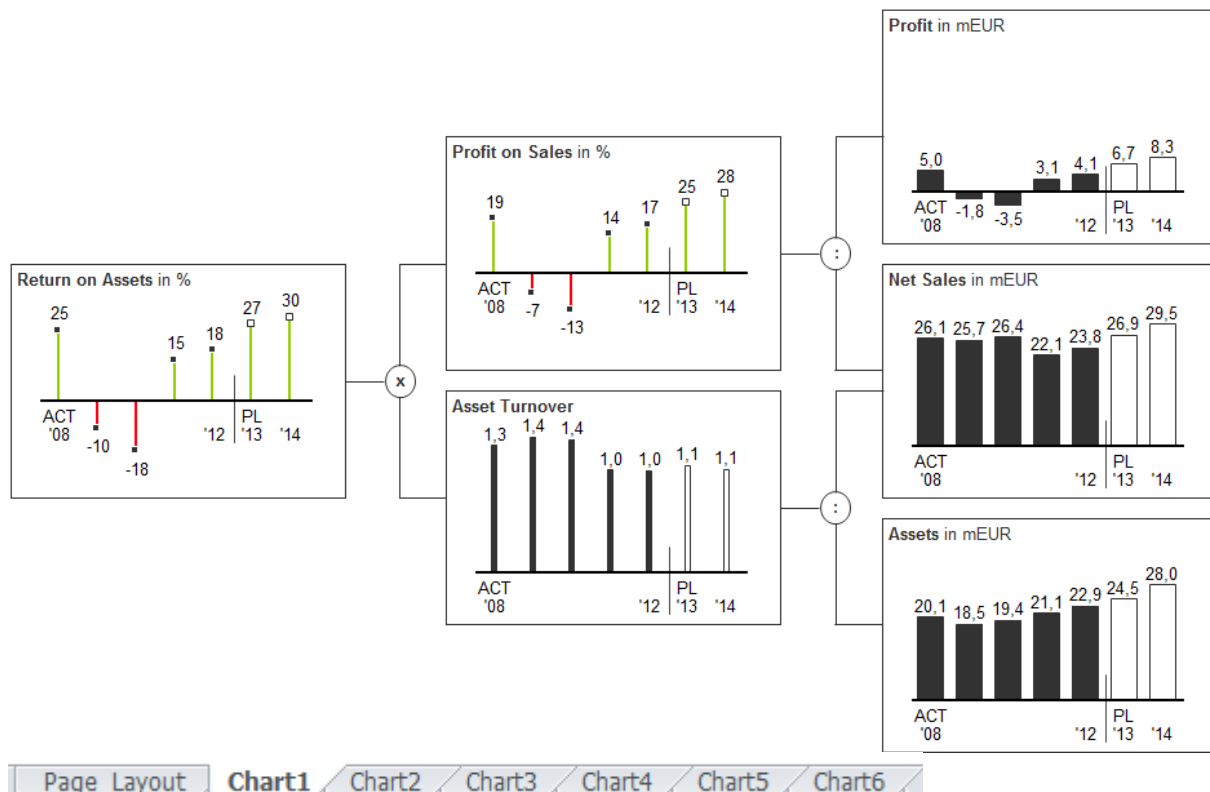 Profit in mEUR
5,0 -1,8 -3,5 3,1 4,1 6,7 8,3
ACT PL
'08 '12 '13 '14
Profit on Sales in %
19 -7 -13 14 17 25 28
ACT PL
'08 '12 '13 '14
:
Return on Assets in %
25 -10 -18 15 18 27 30
ACT PL
'08 '12 '13 '14
x
Net Sales in mEUR
26,1 25,7 26,4 22,1 23,8 26,9 29,5
ACT PL
'08 '12 '13 '14
Asset Turnover
1,3 1,4 1,4 1,0 1,0 1,1 1,1
ACT PL
'08 '12 '13 '14
:
Assets in mEUR
20,1 18,5 19,4 21,1 22,9 24,5 28,0
ACT PL
'08 '12 '13 '14
Page Layout Chart1 Chart2 Chart3 Chart4 Chart5 Chart6